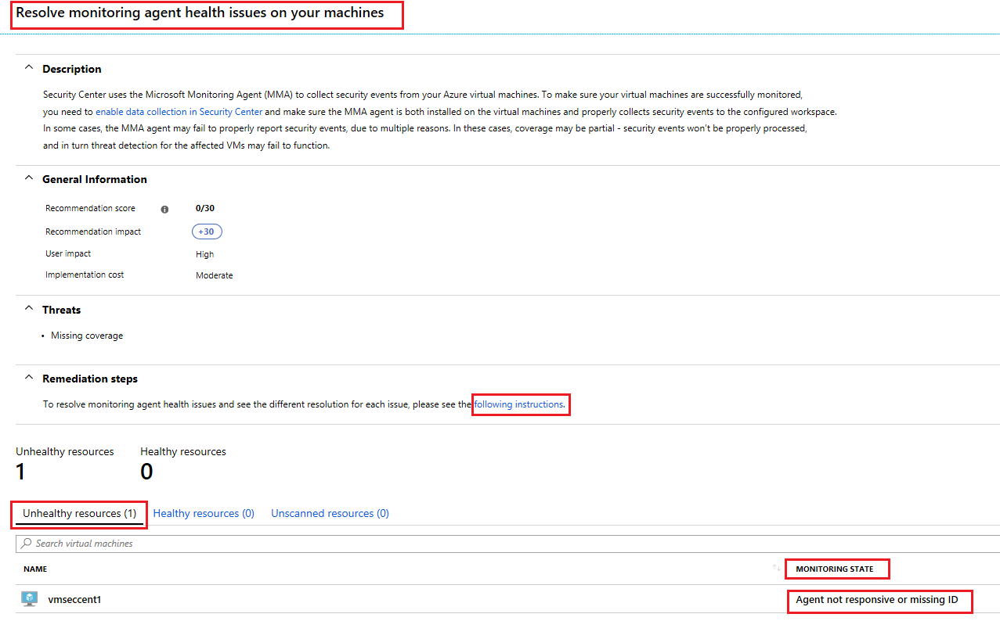 Resolve monitoring agent health issues on your machines
Description
Security Center uses the Microsoft Monitoring Agent (MMA) to collect security events from your Azure virtual machines. To make sure your virtual machines are successfully monitored,
you need to enable data collection in Security Center and make sure the MMA agent is both installed on the virtual machines and properly collects security events to the configured workspace.
In some cases, the MMA agent may fail to properly report security events, due to multiple reasons. In these cases, coverage may be partial - security events won't be properly processed,
and in turn threat detection for the affected VMs may fail to function.
General Information
Recommendation score 0/30
Recommendation impact +30
User impact High
Implementation cost Moderate
Threats
• Missing coverage
Remediation steps
To resolve monitoring agent health issues and see the different resolution for each issue, please see the following instructions.
Unhealthy resources Healthy resources
1 0
Unhealthy resources (1) Healthy resources (0) Unscanned resources (0)
Search virtual machines
NAME MONITORING STATE
vmseccent1 Agent not responsive or missing ID